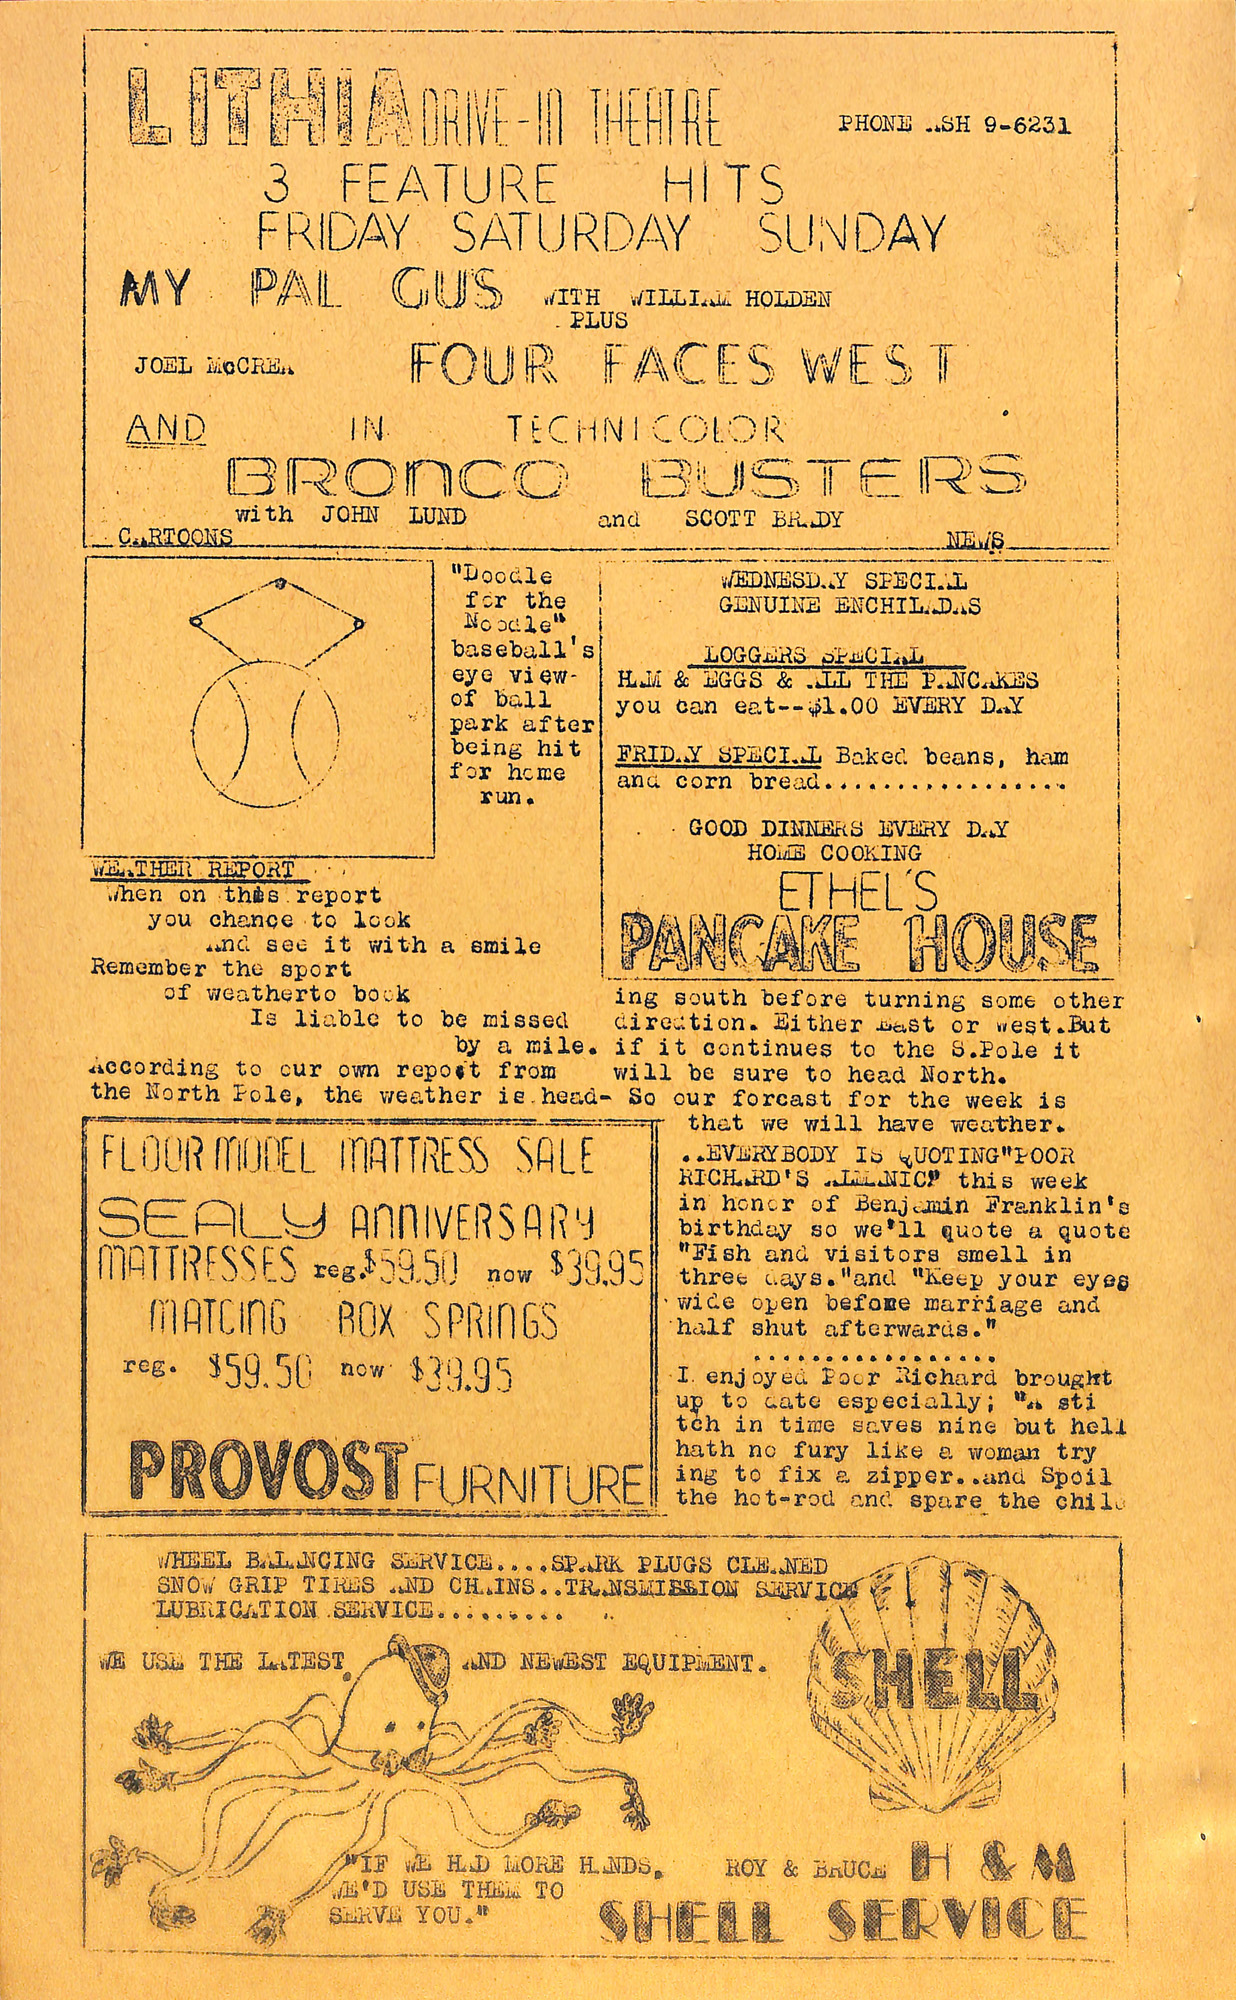 LITHIA DRIVE-IN THEATRE
PHONE ASH 9-6231
3 FEATURE HITS
FRIDAY SATURDAY SUNDAY
MY PAL GUS WITH WILLIAM HOLDEN
PLUS
JOEL McCREA FOUR FACES WEST
AND IN TECHNICOLOR
BRONCO BUSTERS
with JOHN LUND and SCOTT BRADY
CARTOONS NEWS
"Doodle
for the
Noodle"
baseball's
eye view-
of ball
park after
being hit
for home
run.
WEDNESDAY SPECIAL
GENUINE ENCHILADAS
LOGGERS SPECIAL
HAM & EGGS & ALL THE PANCAKES
you can eat--$1.00 EVERY DAY
FRIDAY SPECIAL Baked beans, ham
and corn bread.................
GOOD DINNERS EVERY DAY
HOME COOKING
ETHEL'S
PANCAKE HOUSE
WEATHER REPORT
When on this report
you chance to look
And see it with a smile
Remember the sport
of weatherto book
Is liable to be missed
by a mile.
According to our own report from
the North Pole, the weather is head-
ing south before turning some other
direction. Either East or West.But
if it continues to the S.Pole it
will be sure to head North.
So our forcast for the week is
that we will have weather.
..EVERYBODY IS QUOTING"POOR
RICHARD'S ALMANIC" this week
in honor of Benjamin Franklin's
birthday so we'll quote a quote
"Fish and visitors smell in
three days."and "Keep your eyes
wide open before marriage and
half shut afterwards."
.................
I enjoyed Poor Richard brought
up to date especially; "A sti
tch in time saves nine but hell
hath no fury like a woman try
ing to fix a zipper..and Spoil
the hot-rod and spare the child
FLOOR MODEL MATTRESS SALE
SEALY ANNIVERSARY
MATTRESSES reg.$59.50 now $39.95
MATCING BOX SPRINGS
reg. $59.50 now $39.95
PROVOST FURNITURE
WHEEL BALANCING SERVICE....SPARK PLUGS CLEANED
SNOW GRIP TIRES AND CHAINS..TRANSMISSION SERVICE
LUBRICATION SERVICE.........
WE USE THE LATEST AND NEWEST EQUIPMENT.
SHELL
"IF WE HAD MORE HANDS,
WE'D USE THEM TO
SERVE YOU."
ROY & BRUCE H & M
SHELL SERVICE